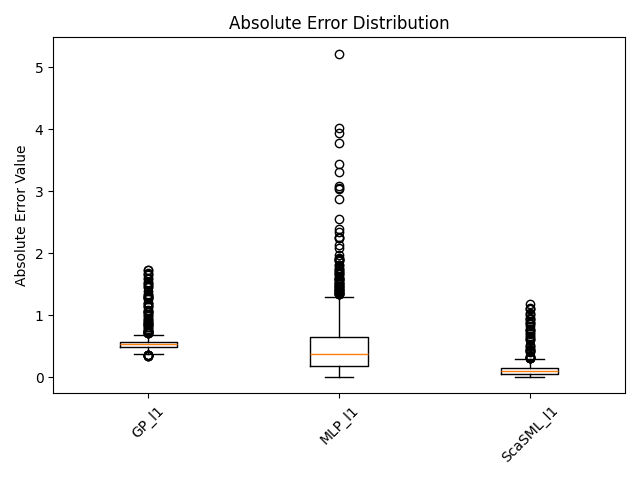 Absolute Error Distribution
Absolute Error Value
5
4
3
2
1
0
GP_l1
MLP_l1
ScaSML_l1